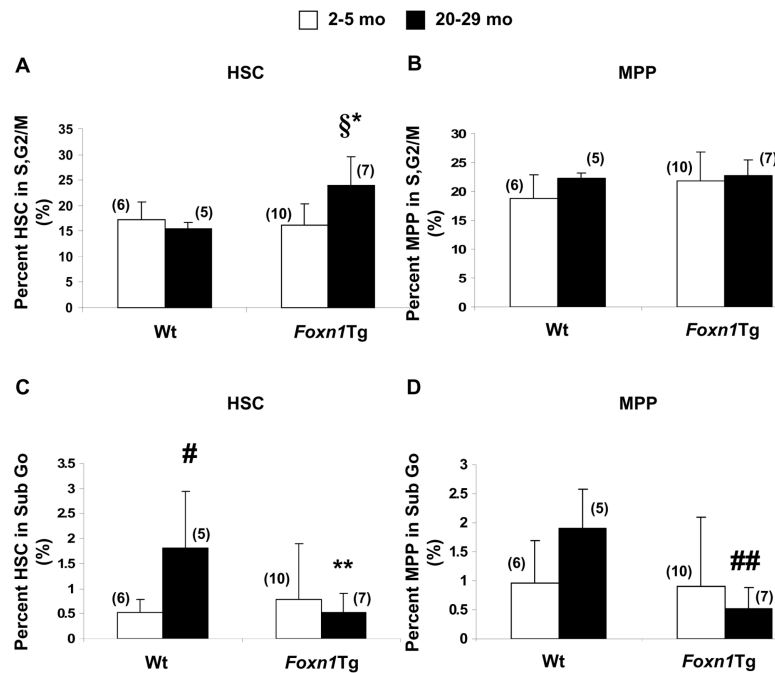 2-5 mo 20-29 mo
A
HSC
Percent HSC in S,G2/M
(%)
35
30
25
20
15
10
5
0
(6)
(5)
(10)
§*
(7)
Wt
Foxn1Tg
B
MPP
Percent MPP in S,G2/M
(%)
30
25
20
15
10
5
0
(6)
(5)
(10)
(7)
Wt
Foxn1Tg
C
HSC
Percent HSC in Sub Go
(%)
3.5
3
2.5
2
1.5
1
0.5
0
(6)
#
(5)
(10)
**
(7)
Wt
Foxn1Tg
D
MPP
Percent MPP in Sub Go
(%)
3
2.5
2
1.5
1
0.5
0
(6)
(5)
(10)
##
(7)
Wt
Foxn1Tg